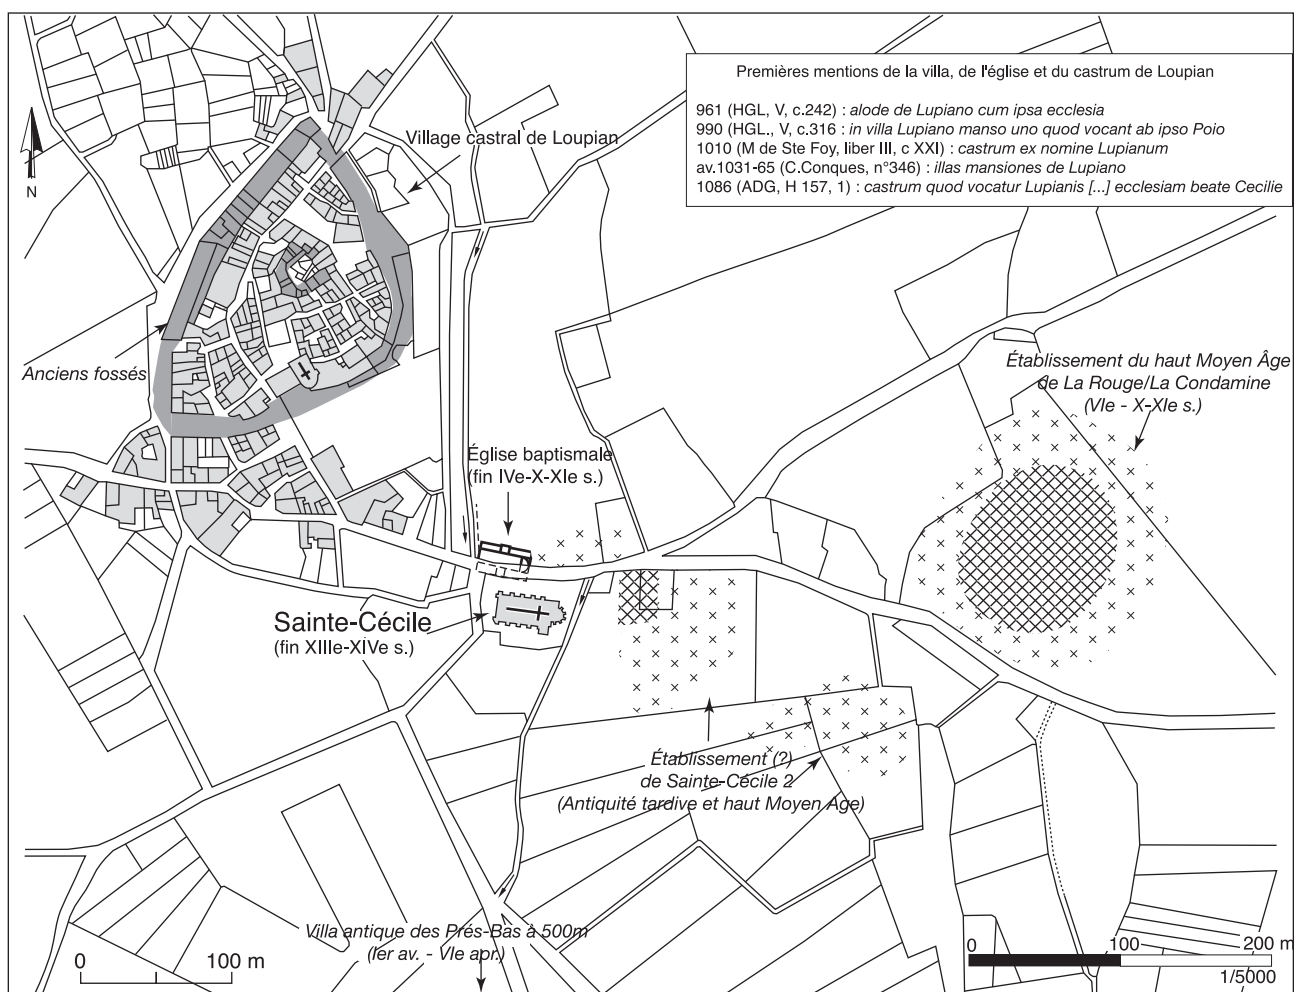 Premières mentions de la villa, de l'église et du castrum de Loupian
961 (HGL, V, c.242) : alode de Lupiano cum ipsa ecclesia
990 (HGL., V, c.316 : in villa Lupiano manso uno quod vocant ab ipso Poio
1010 (M de Ste Foy, liber III, c XXI) : castrum ex nomine Lupianum
av.1031-65 (C.Conques, n°346) : illas mansiones de Lupiano
1086 (ADG, H 157, 1) : castrum quod vocatur Lupianis [...] ecclesiam beate Cecilie
Village castral de Loupian
N
Anciens fossés
Établissement du haut Moyen Âge
de La Rouge/La Condamine
(VIe - X-XIe s.)
Église baptismale
(fin IVe-X-XIe s.)
Sainte-Cécile
(fin XIIIe-XIVe s.)
Établissement (?)
de Sainte-Cécile 2
(Antiquité tardive et haut Moyen Age)
Villa antique des Prés-Bas à 500m
(Ier av. - VIe apr.)
0 100 m
0 100 200 m
1/5000